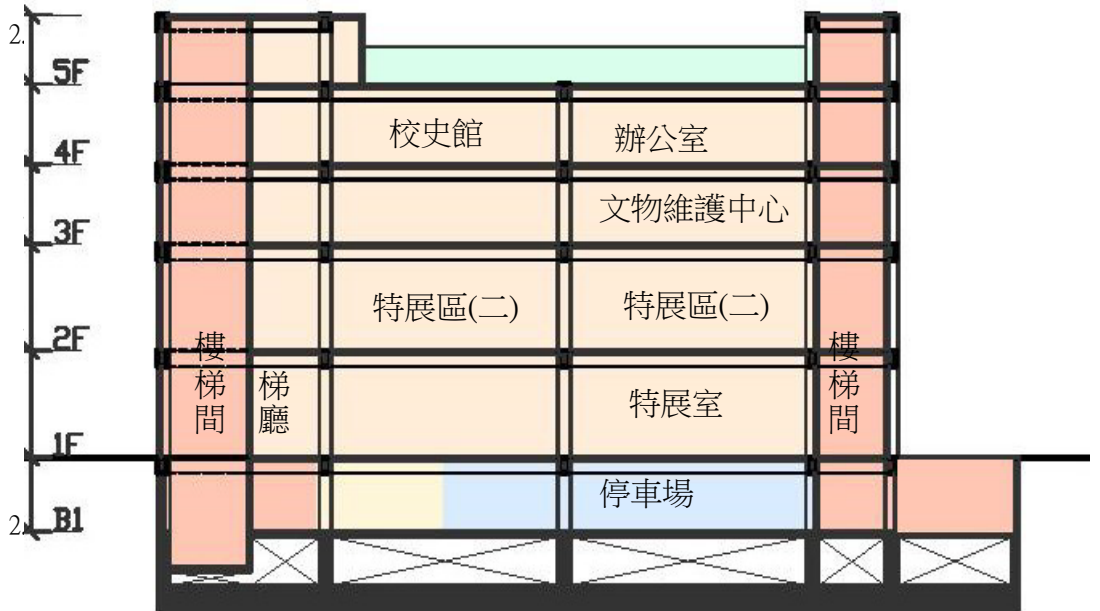 2.
5F
校史館
辦公室
4F
文物維護中心
3F
特展區(二)
特展區(二)
2F
樓梯間
梯廳
特展室
樓梯間
1F
停車場
2.
B1